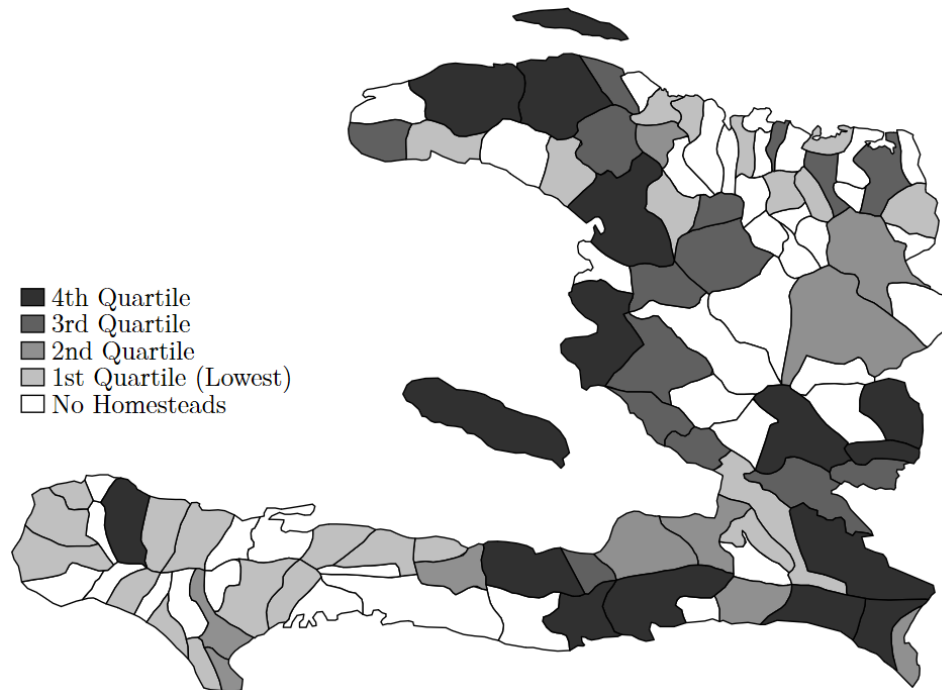 4th Quartile
3rd Quartile
2nd Quartile
1st Quartile (Lowest)
No Homesteads